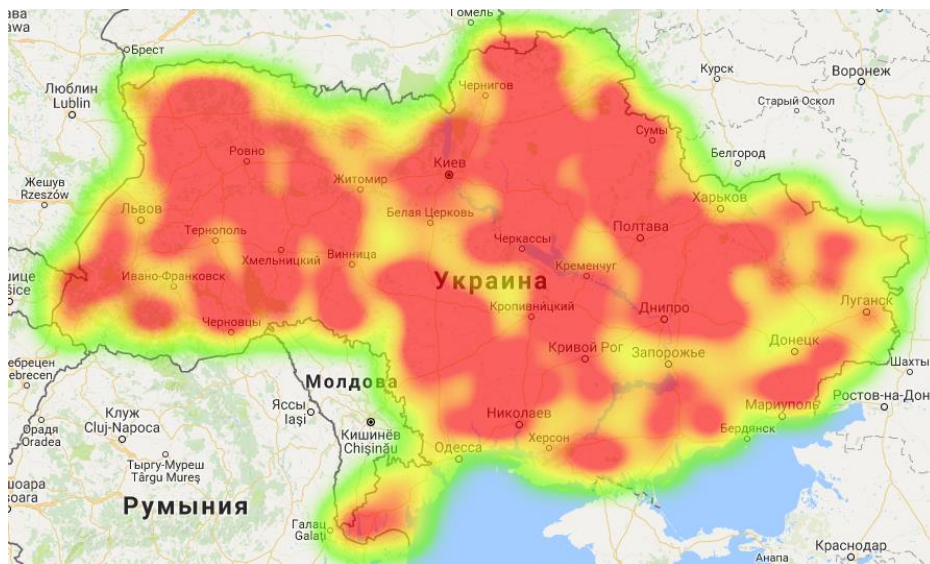 Гомель
Брест
Курск
Воронеж
Чернигов
Люблин
Lublin
Старый Оскол
Сумы
Ровно
Белгород
Киев
Жешув
Rzeszów
Житомир
Харьков
Львов
Белая Церковь
Тернополь
Полтава
Черкассы
Хмельницкий
Винница
Ивано-Франковск
Кременчуг
Украина
Луганск
Кропивницкий
Днипро
Черновцы
Донецк
Кривой Рог
Запорожье
Шахты
Молдова
Ростов-на-Дон
Мариуполь
Яссы
Iași
Клуж
Cluj-Napoca
Николаев
Орадя
Oradea
Кишинёв
Chișinău
Херсон
Бердянск
Одесса
Тыргу-Муреш
Târgu Mureș
Румыния
Галац
Galați
Краснодар
Анапа